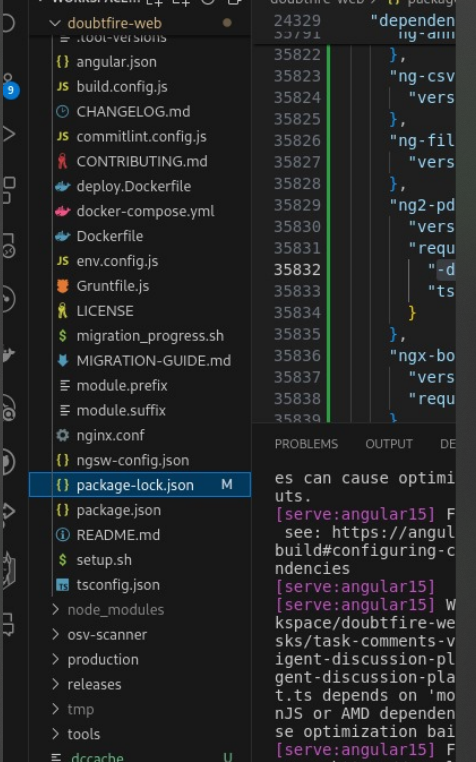 doubtfire-web
.tool-versions
angular.json
build.config.js
CHANGELOG.md
commitlint.config.js
CONTRIBUTING.md
deploy.Dockerfile
docker-compose.yml
Dockerfile
env.config.js
Gruntfile.js
LICENSE
migration_progress.sh
MIGRATION-GUIDE.md
module.prefix
module.suffix
nginx.conf
ngsw-config.json
package-lock.json M
package.json
README.md
setup.sh
tsconfig.json
node_modules
osv-scanner
production
releases
tmp
tools
dccache U
9
24329 "dependen
35791 "ng-ann
35822 },
35823 "ng-csv
35824 "vers
35825 },
35826 "ng-fil
35827 "vers
35828 },
35829 "ng2-pd
35830 "vers
35831 "requ
35832 "-d
35833 "ts
35834 }
35835 },
35836 "ngx-bo
35837 "vers
35838 "requ
35839 }
PROBLEMS OUTPUT DE
es can cause optimi
uts.
[serve:angular15] F
see: https://angul
build#configuring-c
ndencies
[serve:angular15]
[serve:angular15] W
kspace/doubtfire-we
sks/task-comments-v
igent-discussion-pl
gent-discussion-pla
t.ts depends on 'mo
nJS or AMD dependen
se optimization bai
[serve:angular15] F